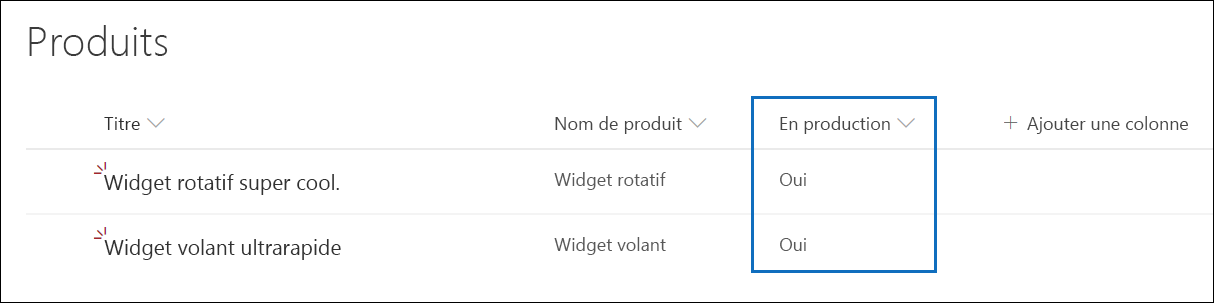 Produits
Titre Nom de produit En production + Ajouter une colonne
Widget rotatif super cool. Widget rotatif Oui
Widget volant ultrarapide Widget volant Oui